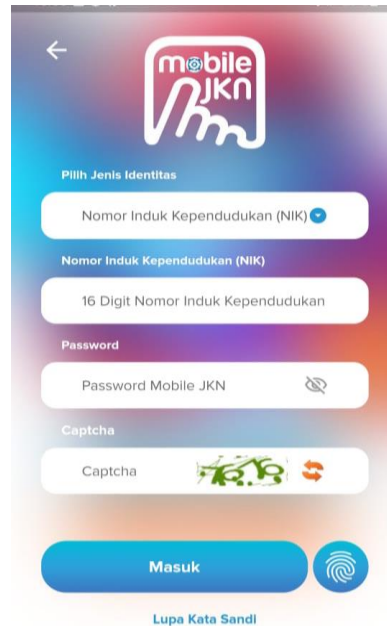 mobile
JKN
Pilih Jenis Identitas
Nomor Induk Kependudukan (NIK)
Nomor Induk Kependudukan (NIK)
16 Digit Nomor Induk Kependudukan
Password
Password Mobile JKN
Captcha
Captcha
Masuk
Lupa Kata Sandi